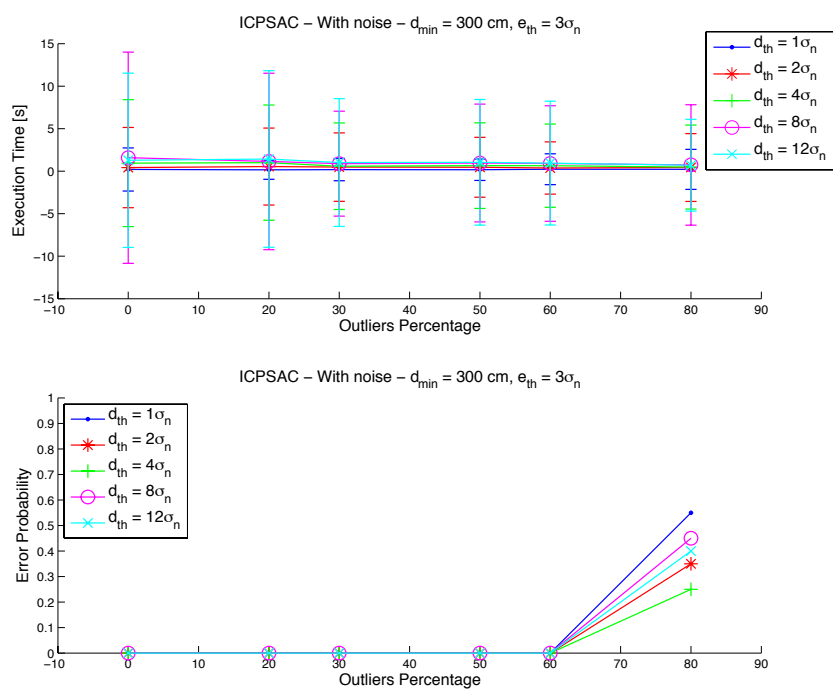 ICPSAC – With noise – d_min = 300 cm, e_th = 3σ_n
Execution Time [s]
15
10
5
0
−5
−10
−15
−10 0 10 20 30 40 50 60 70 80 90
Outliers Percentage
d_th = 1σ_n
d_th = 2σ_n
d_th = 4σ_n
d_th = 8σ_n
d_th = 12σ_n
ICPSAC – With noise – d_min = 300 cm, e_th = 3σ_n
Error Probability
1
0.9
0.8
0.7
0.6
0.5
0.4
0.3
0.2
0.1
0
−10 0 10 20 30 40 50 60 70 80 90
Outliers Percentage
d_th = 1σ_n
d_th = 2σ_n
d_th = 4σ_n
d_th = 8σ_n
d_th = 12σ_n